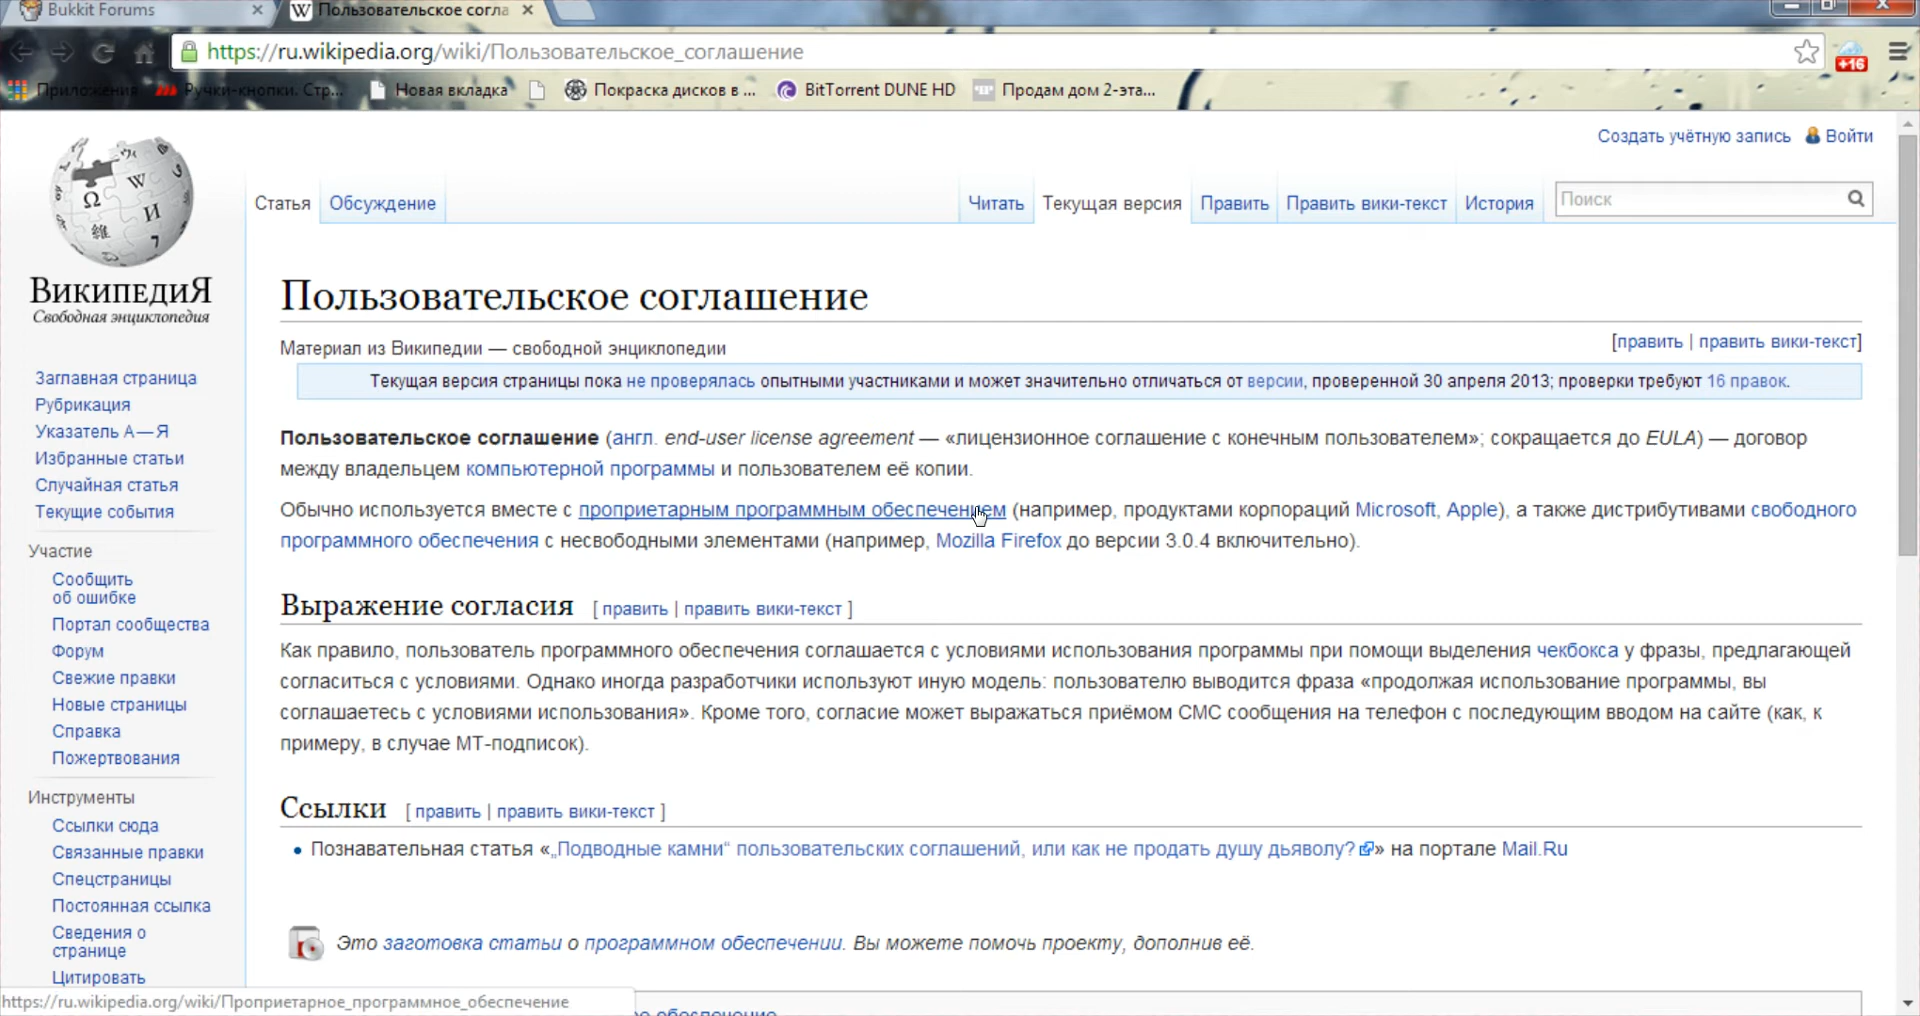 Bukkit Forums
Пользовательское согла
https://ru.wikipedia.org/wiki/Пользовательское_соглашение
+16
Приложения Ручки-кнопки. Стр... Новая вкладка Покраска дисков в ... BitTorrent DUNE HD Продам дом 2-эта...
Создать учётную запись Войти
Статья Обсуждение Читать Текущая версия Править Править вики-текст История Поиск
ВикипедиЯ
Свободная энциклопедия
Заглавная страница
Рубрикация
Указатель А — Я
Избранные статьи
Случайная статья
Текущие события
Участие
Сообщить
об ошибке
Портал сообщества
Форум
Свежие правки
Новые страницы
Справка
Пожертвования
Инструменты
Ссылки сюда
Связанные правки
Спецстраницы
Постоянная ссылка
Сведения о
странице
Цитировать
Пользовательское соглашение
[править | править вики-текст]
Материал из Википедии — свободной энциклопедии
Текущая версия страницы пока не проверялась опытными участниками и может значительно отличаться от версии, проверенной 30 апреля 2013; проверки требуют 16 правок.
Пользовательское соглашение (англ. end-user license agreement — «лицензионное соглашение с конечным пользователем»; сокращается до EULA) — договор
между владельцем компьютерной программы и пользователем её копии.
Обычно используется вместе с проприетарным программным обеспечением (например, продуктами корпораций Microsoft, Apple), а также дистрибутивами свободного
программного обеспечения с несвободными элементами (например, Mozilla Firefox до версии 3.0.4 включительно).
Выражение согласия [ править | править вики-текст ]
Как правило, пользователь программного обеспечения соглашается с условиями использования программы при помощи выделения чекбокса у фразы, предлагающей
согласиться с условиями. Однако иногда разработчики используют иную модель: пользователю выводится фраза «продолжая использование программы, вы
соглашаетесь с условиями использования». Кроме того, согласие может выражаться приёмом СМС сообщения на телефон с последующим вводом на сайте (как, к
примеру, в случае МТ-подписок).
Ссылки [ править | править вики-текст ]
Познавательная статья «„Подводные камни“ пользовательских соглашений, или как не продать душу дьяволу?» на портале Mail.Ru
Это заготовка статьи о программном обеспечении. Вы можете помочь проекту, дополнив её.
https://ru.wikipedia.org/wiki/Проприетарное_программное_обеспечение